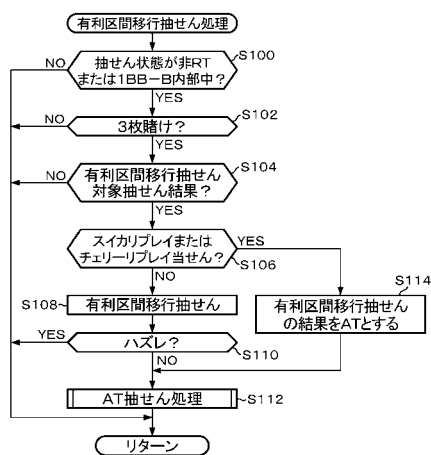 有利区間移行抽せん処理
抽せん状態が非RT
または1BB-B内部中?
S100
NO
YES
3枚賭け?
S102
NO
YES
有利区間移行抽せん
対象抽せん結果?
S104
NO
YES
スイカリプレイまたは
チェリーリプレイ当せん?
S106
YES
NO
S114
有利区間移行抽せん
の結果をATとする
S108
有利区間移行抽せん
YES
ハズレ?
S110
NO
AT抽せん処理
S112
リターン